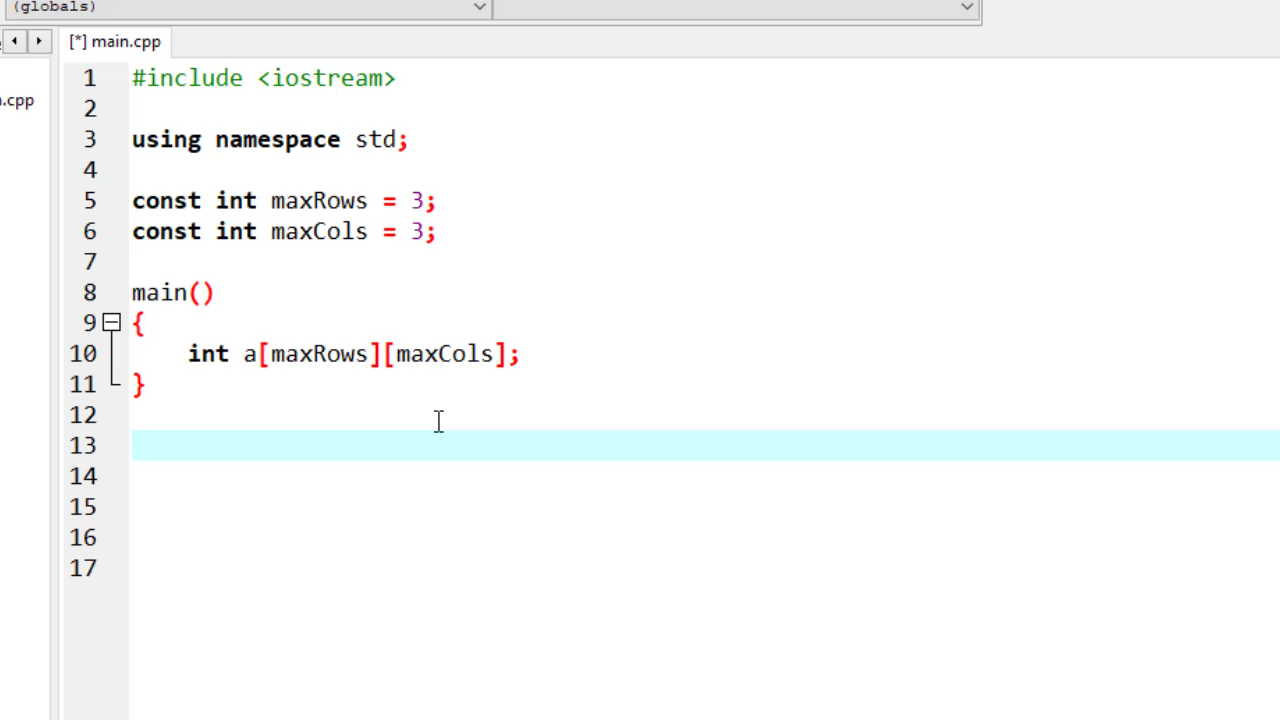 (globals)
[*] main.cpp
.cpp
1 #include <iostream>
2
3 using namespace std;
4
5 const int maxRows = 3;
6 const int maxCols = 3;
7
8 main()
9 {
10 int a[maxRows][maxCols];
11 }
12
13
14
15
16
17